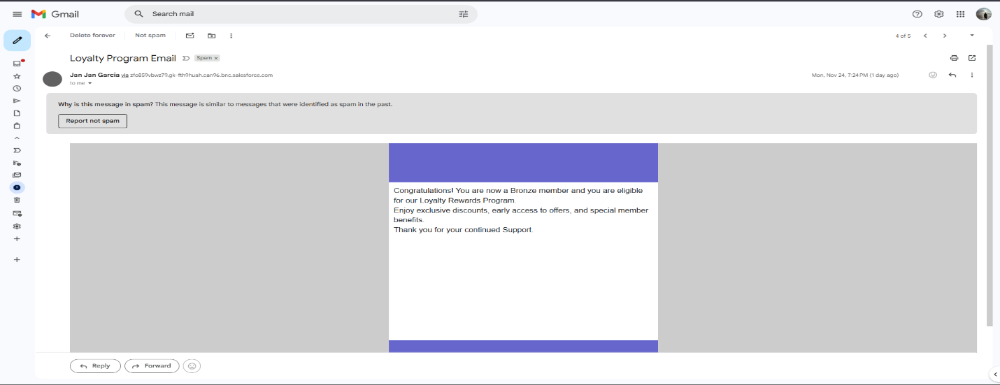 Gmail
Search mail
Delete forever
Not spam
4 of 5
Loyalty Program Email
Spam ×
Jan Jan Garcia via zfo859vbwz79.gk-fth9huah.can96.bnc.salesforce.com
Mon, Nov 24, 7:24 PM (1 day ago)
to me
Why is this message in spam? This message is similar to messages that were identified as spam in the past.
Report not spam
Congratulations! You are now a Bronze member and you are eligible
for our Loyalty Rewards Program.
Enjoy exclusive discounts, early access to offers, and special member
benefits.
Thank you for your continued Support.
Reply
Forward